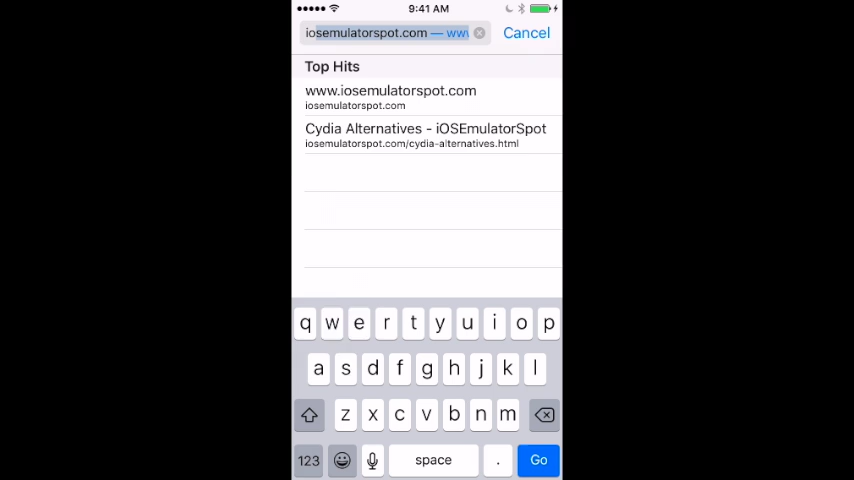 9:41 AM
iosemulatorspot.com — www
Cancel
Top Hits
www.iosemulatorspot.com
iosemulatorspot.com
Cydia Alternatives - iOSEmulatorSpot
iosemulatorspot.com/cydia-alternatives.html
q w e r t y u i o p
a s d f g h j k l
z x c v b n m
123 space . Go